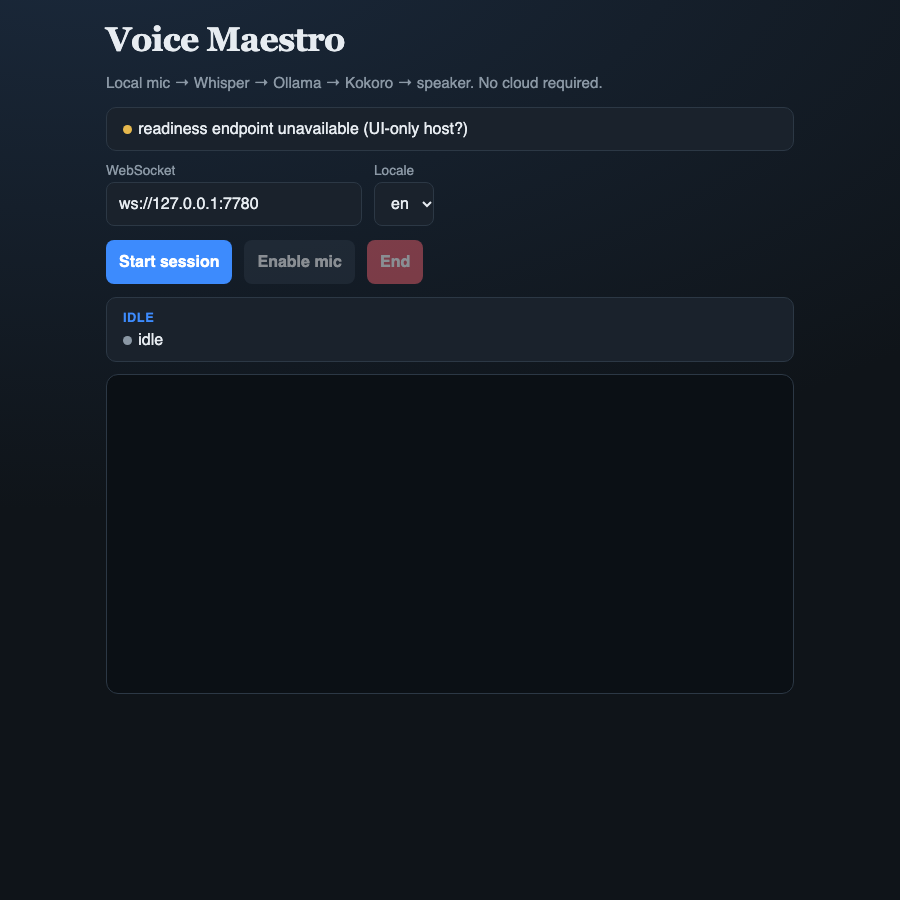 Voice Maestro
Local mic → Whisper → Ollama → Kokoro → speaker. No cloud required.
readiness endpoint unavailable (UI-only host?)
WebSocket Locale
ws://127.0.0.1:7780 en
Start session Enable mic End
IDLE
idle